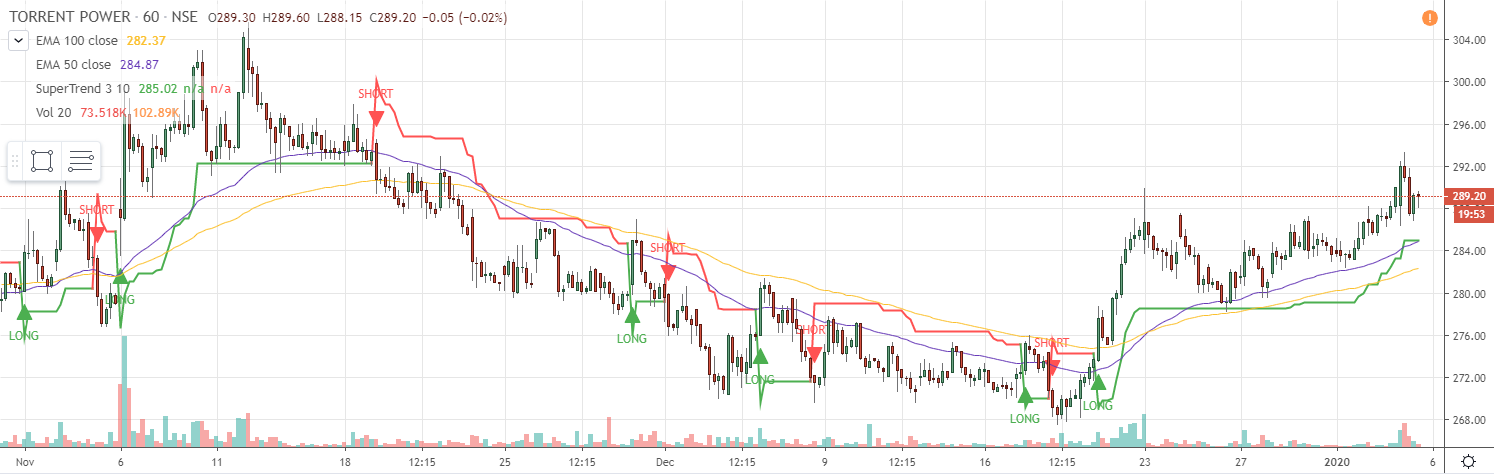 TORRENT POWER · 60 · NSE O289.30 H289.60 L288.15 C289.20 −0.05 (−0.02%)
EMA 100 close 282.37
EMA 50 close 284.87
SuperTrend 3 10 285.02 n/a n/a
Vol 20 73.518K 102.89K
304.00
300.00
296.00
292.00
289.20
19:53
284.00
280.00
276.00
272.00
268.00
SHORT
SHORT
SHORT
SHORT
SHORT
LONG
LONG
LONG
LONG
LONG
LONG
Nov 6 11 18 12:15 25 12:15 Dec 12:15 9 12:15 16 12:15 23 27 2020 6